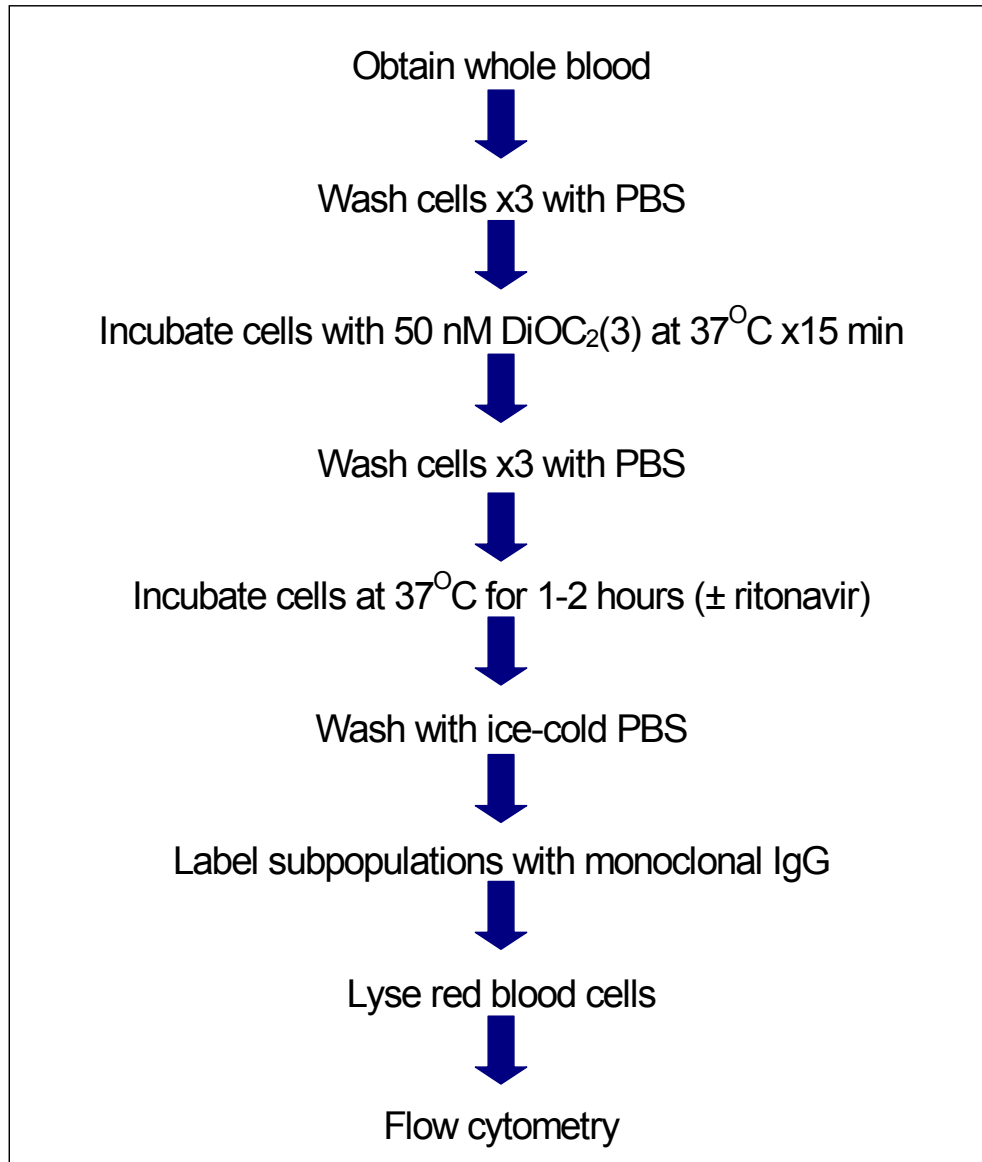 Obtain whole blood
Wash cells x3 with PBS
Incubate cells with 50 nM DiOC₂(3) at 37ᴼC x15 min
Wash cells x3 with PBS
Incubate cells at 37ᴼC for 1-2 hours (± ritonavir)
Wash with ice-cold PBS
Label subpopulations with monoclonal IgG
Lyse red blood cells
Flow cytometry